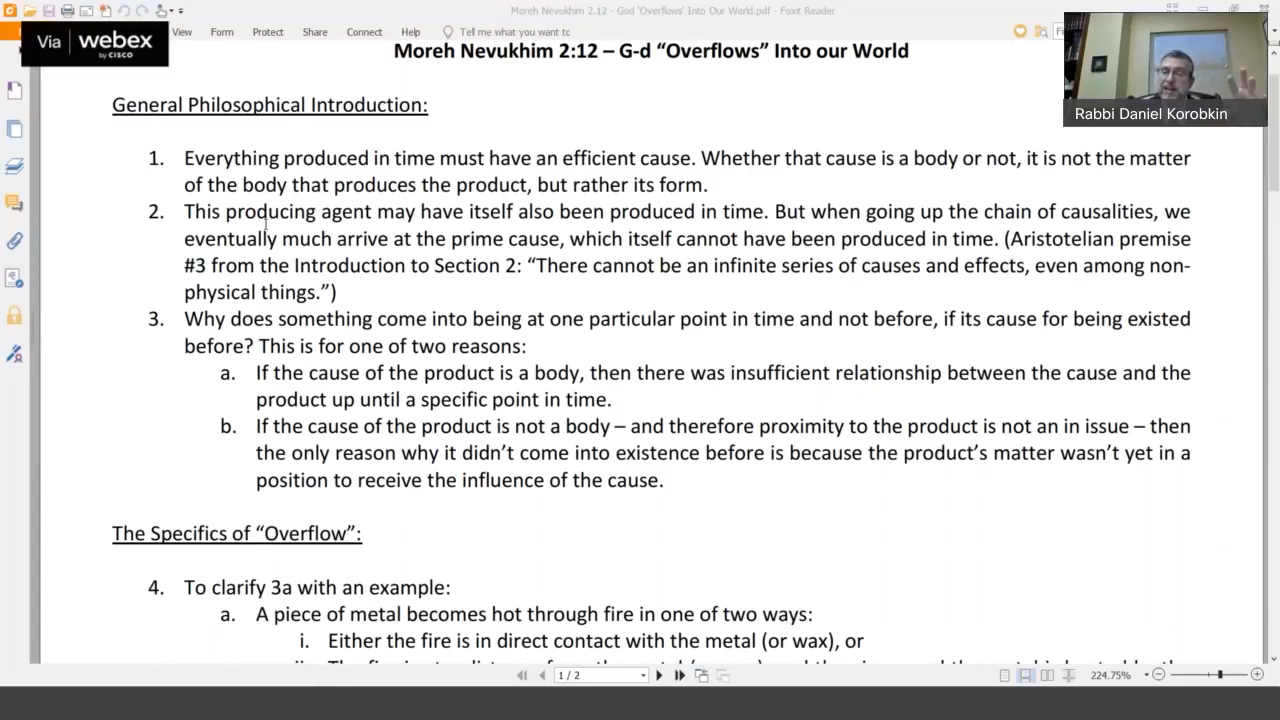 Moreh Nevukhim 2.12 - God 'Overflows' Into Our World.pdf - Foxit Reader
Via webex
by CISCO
View Form Protect Share Connect Help Tell me what you want to
Rabbi Daniel Korobkin
Moreh Nevukhim 2:12 – G-d “Overflows” Into our World
General Philosophical Introduction:
1. Everything produced in time must have an efficient cause. Whether that cause is a body or not, it is not the matter
of the body that produces the product, but rather its form.
2. This producing agent may have itself also been produced in time. But when going up the chain of causalities, we
eventually much arrive at the prime cause, which itself cannot have been produced in time. (Aristotelian premise
#3 from the Introduction to Section 2: “There cannot be an infinite series of causes and effects, even among non-
physical things.”)
3. Why does something come into being at one particular point in time and not before, if its cause for being existed
before? This is for one of two reasons:
a. If the cause of the product is a body, then there was insufficient relationship between the cause and the
product up until a specific point in time.
b. If the cause of the product is not a body – and therefore proximity to the product is not an in issue – then
the only reason why it didn’t come into existence before is because the product’s matter wasn’t yet in a
position to receive the influence of the cause.
The Specifics of “Overflow”:
4. To clarify 3a with an example:
a. A piece of metal becomes hot through fire in one of two ways:
i. Either the fire is in direct contact with the metal (or wax), or
1 / 2
224.75%